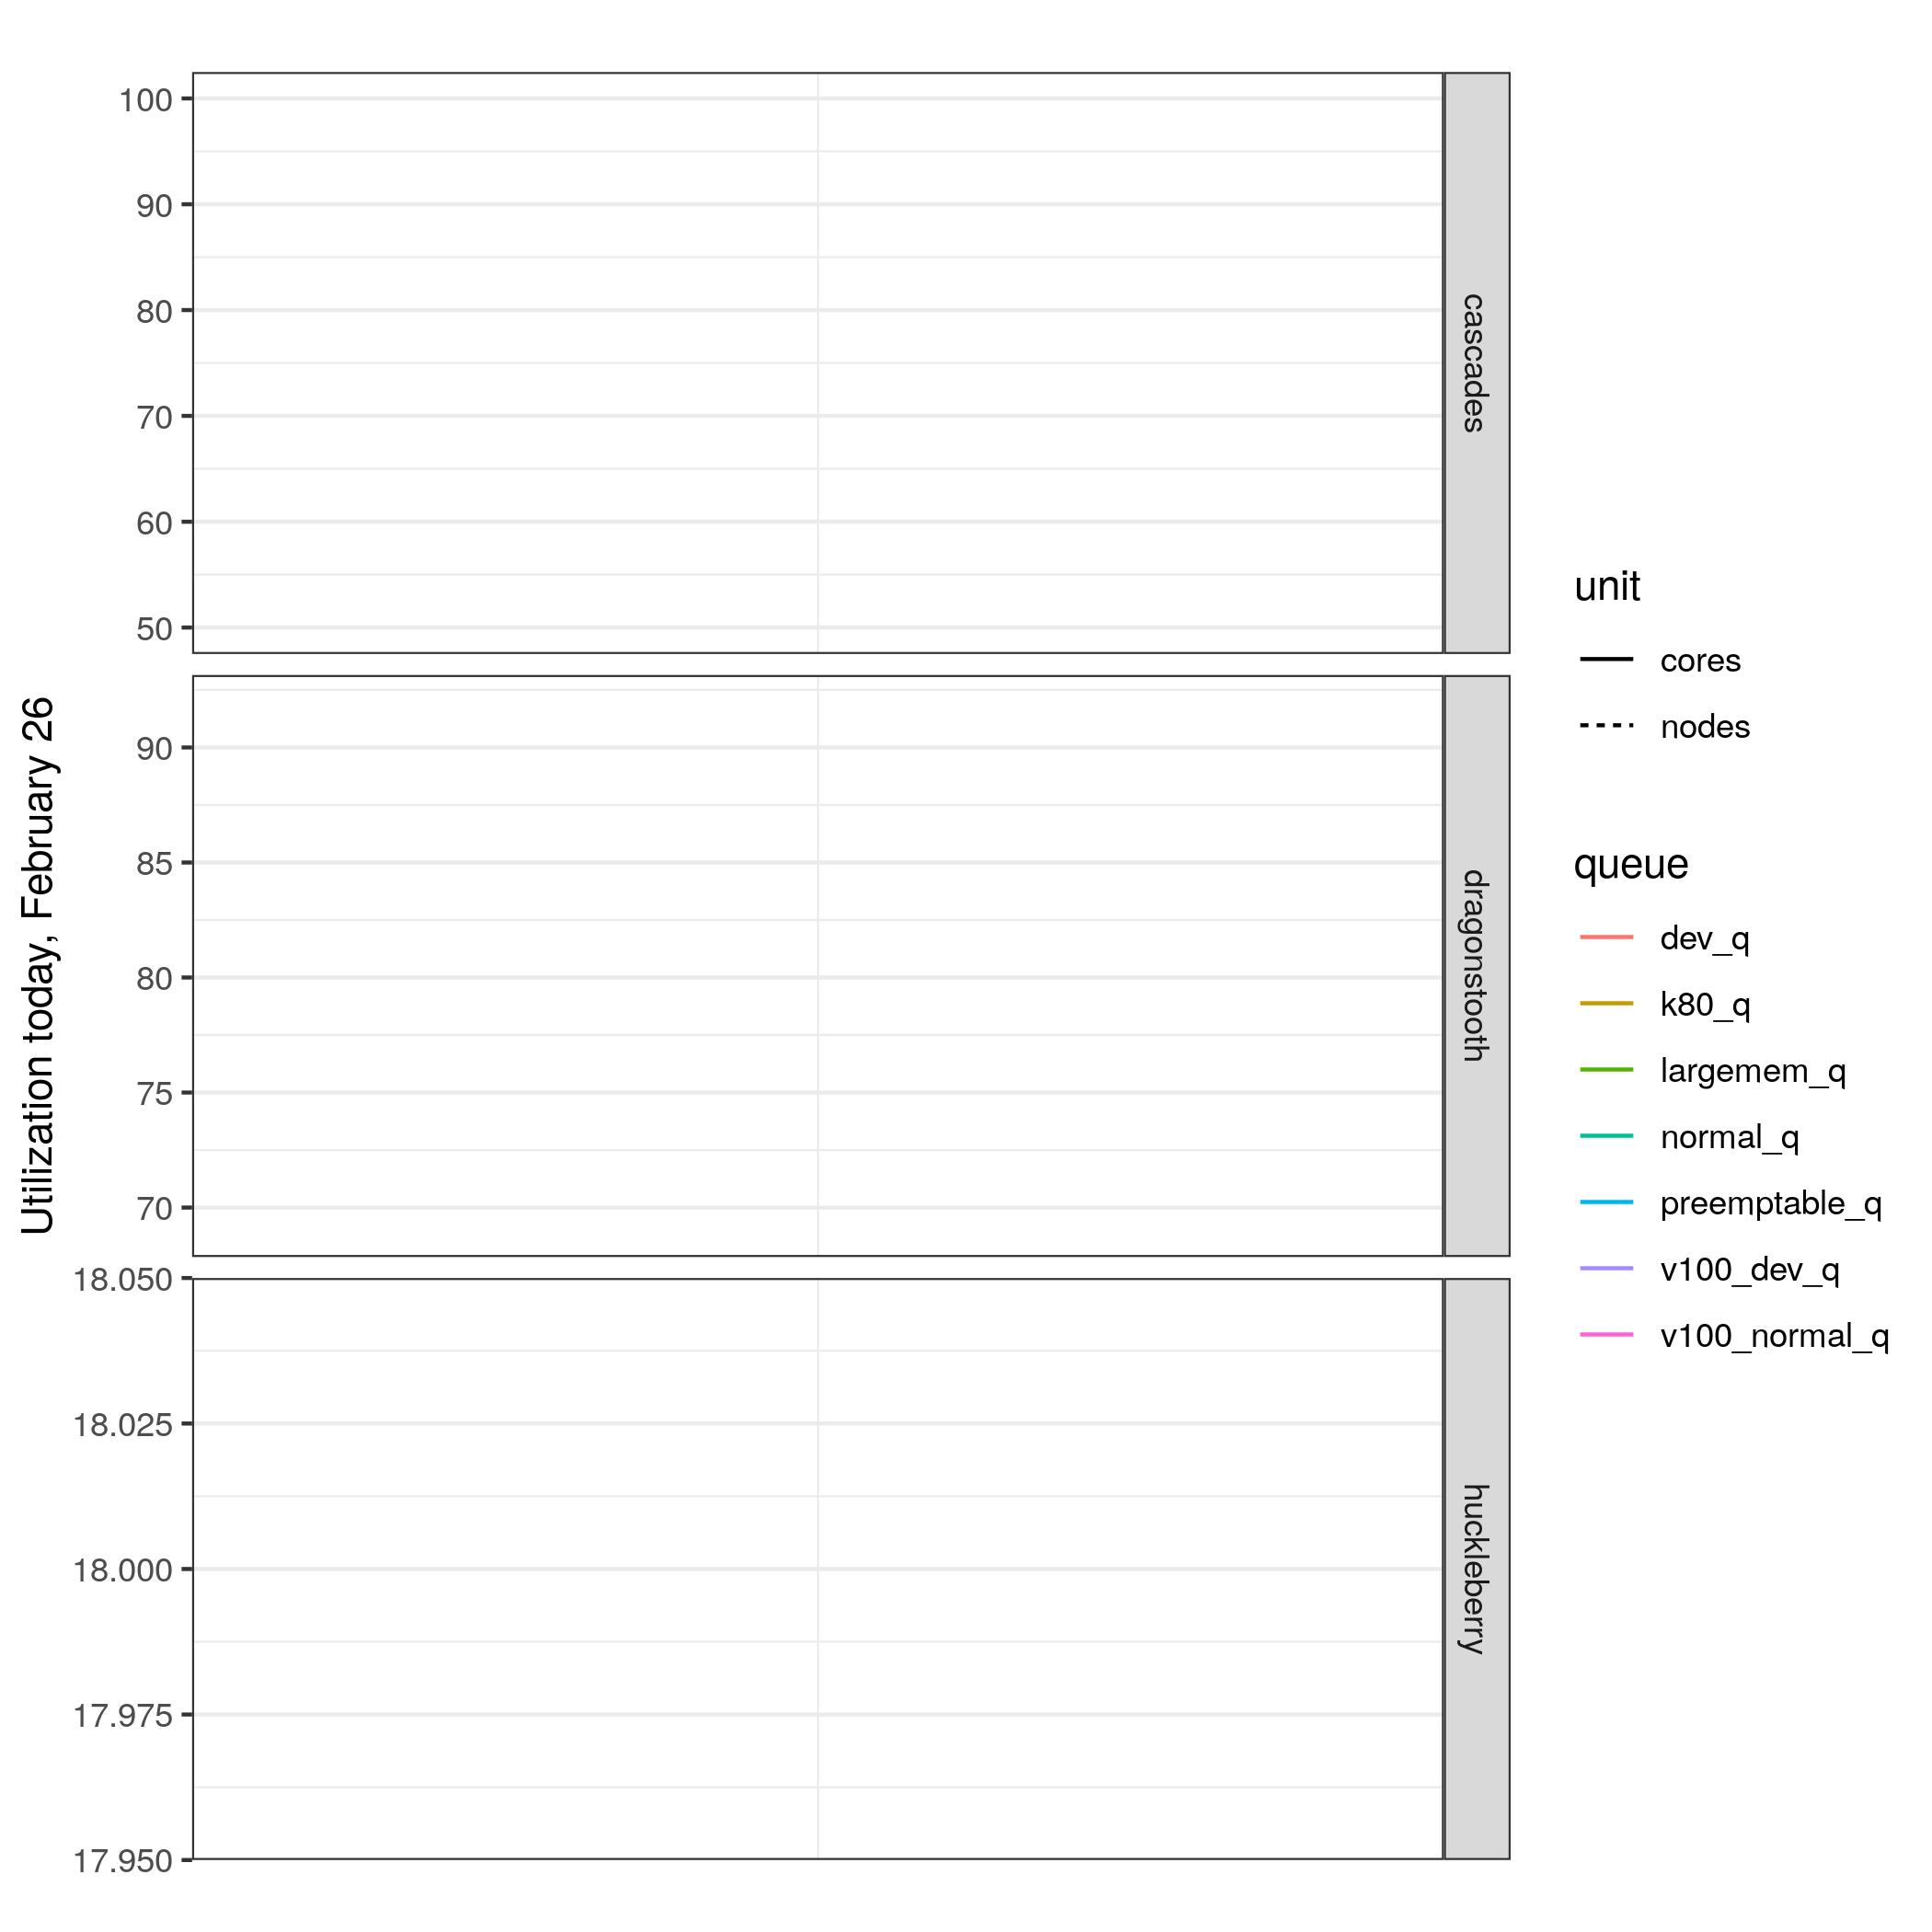 Utilization today, February 26
100
90
80
70
60
50
cascades
90
85
80
75
70
dragonstooth
18.050
18.025
18.000
17.975
17.950
huckleberry
unit
cores
nodes
queue
dev_q
k80_q
largemem_q
normal_q
preemptable_q
v100_dev_q
v100_normal_q